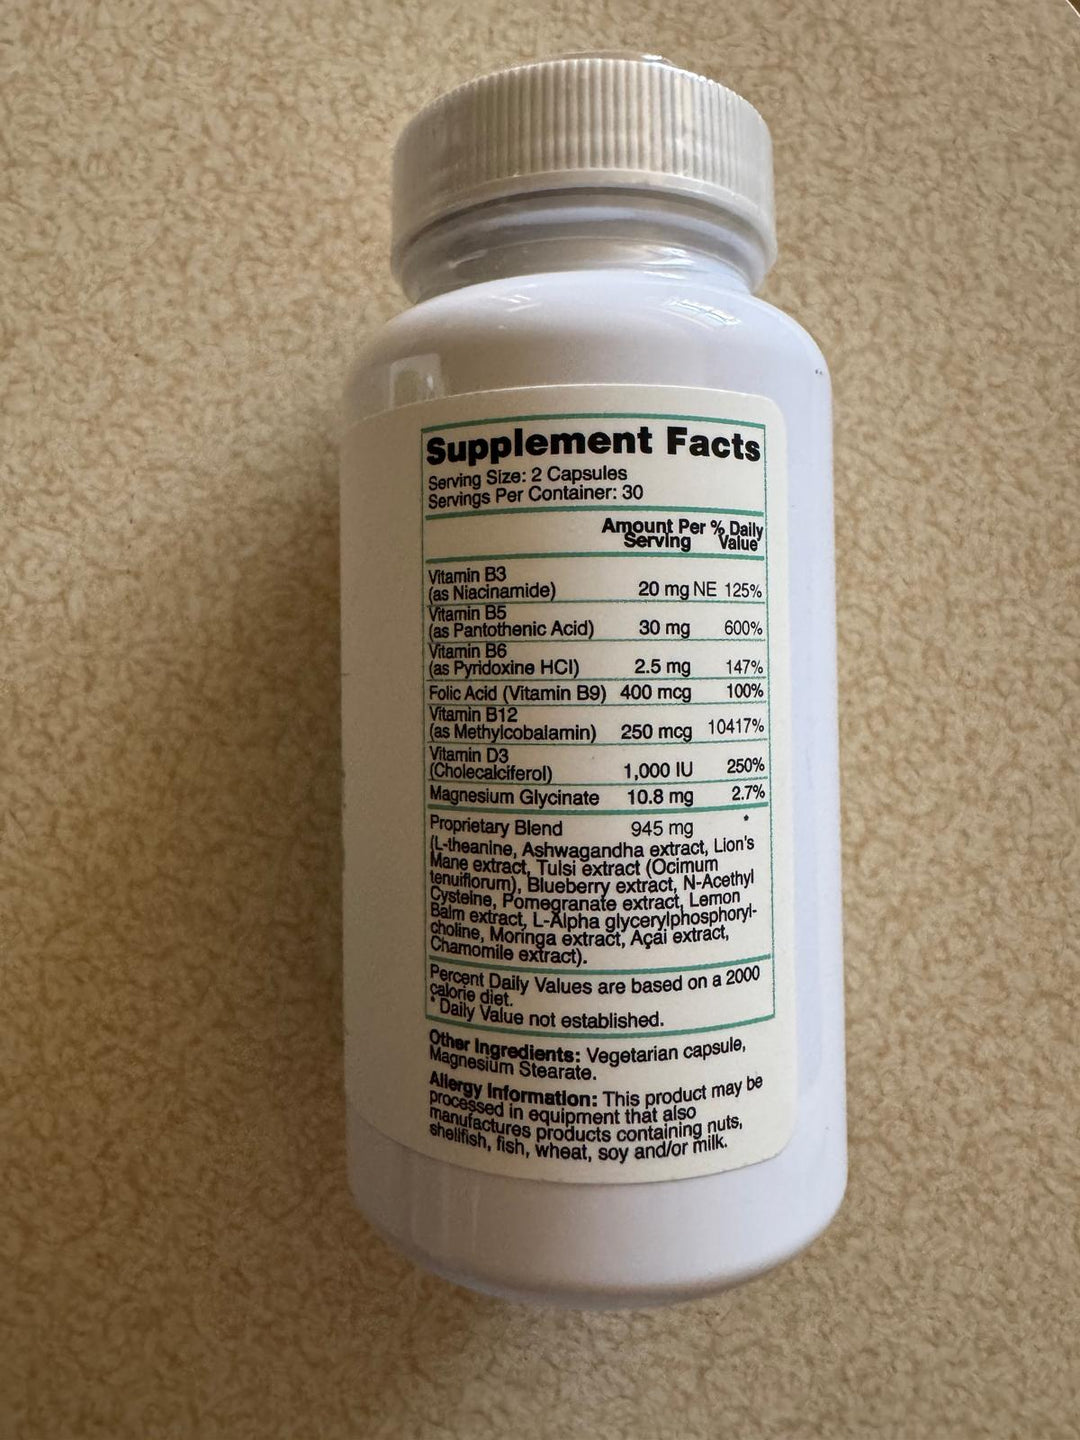 Supplement Facts
Serving Size: 2 Capsules
Servings Per Container: 30
Amount Per % Daily
Serving Value
Vitamin B3
(as Niacinamide) 20 mg NE 125%
Vitamin B5
(as Pantothenic Acid) 30 mg 600%
Vitamin B6
(as Pyridoxine HCl) 2.5 mg 147%
Folic Acid (Vitamin B9) 400 mcg 100%
Vitamin B12
(as Methylcobalamin) 250 mcg 10417%
Vitamin D3
(Cholecalciferol) 1,000 IU 250%
Magnesium Glycinate 10.8 mg 2.7%
Proprietary Blend 945 mg *
(L-theanine, Ashwagandha extract, Lion's
Mane extract, Tulsi extract (Ocimum
tenuiflorum), Blueberry extract, N-Acethyl
Cysteine, Pomegranate extract, Lemon
Balm extract, L-Alpha glycerylphosphoryl-
choline, Moringa extract, Açai extract,
Chamomile extract).
Percent Daily Values are based on a 2000
calorie diet.
* Daily Value not established.
Other Ingredients: Vegetarian capsule,
Magnesium Stearate.
Allergy Information: This product may be
processed in equipment that also
manufactures products containing nuts,
shellfish, fish, wheat, soy and/or milk.